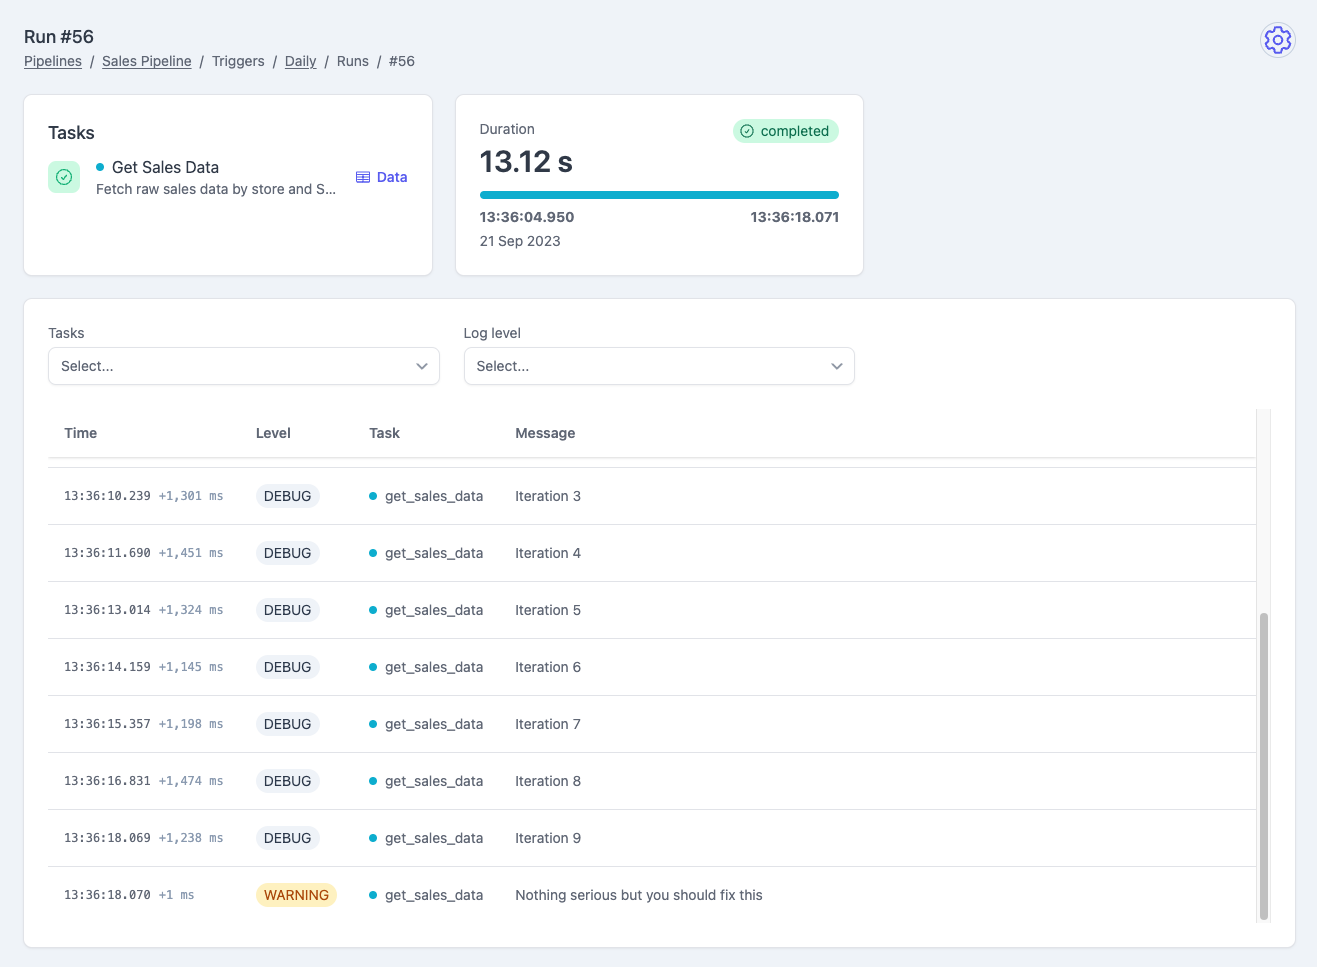 Run #56
Pipelines / Sales Pipeline / Triggers / Daily / Runs / #56
Tasks
Get Sales Data
Fetch raw sales data by store and S...
Data
Duration
completed
13.12 s
13:36:04.950 13:36:18.071
21 Sep 2023
Tasks Log level
Select... Select...
Time Level Task Message
13:36:10.239 +1,301 ms DEBUG get_sales_data Iteration 3
13:36:11.690 +1,451 ms DEBUG get_sales_data Iteration 4
13:36:13.014 +1,324 ms DEBUG get_sales_data Iteration 5
13:36:14.159 +1,145 ms DEBUG get_sales_data Iteration 6
13:36:15.357 +1,198 ms DEBUG get_sales_data Iteration 7
13:36:16.831 +1,474 ms DEBUG get_sales_data Iteration 8
13:36:18.069 +1,238 ms DEBUG get_sales_data Iteration 9
13:36:18.070 +1 ms WARNING get_sales_data Nothing serious but you should fix this